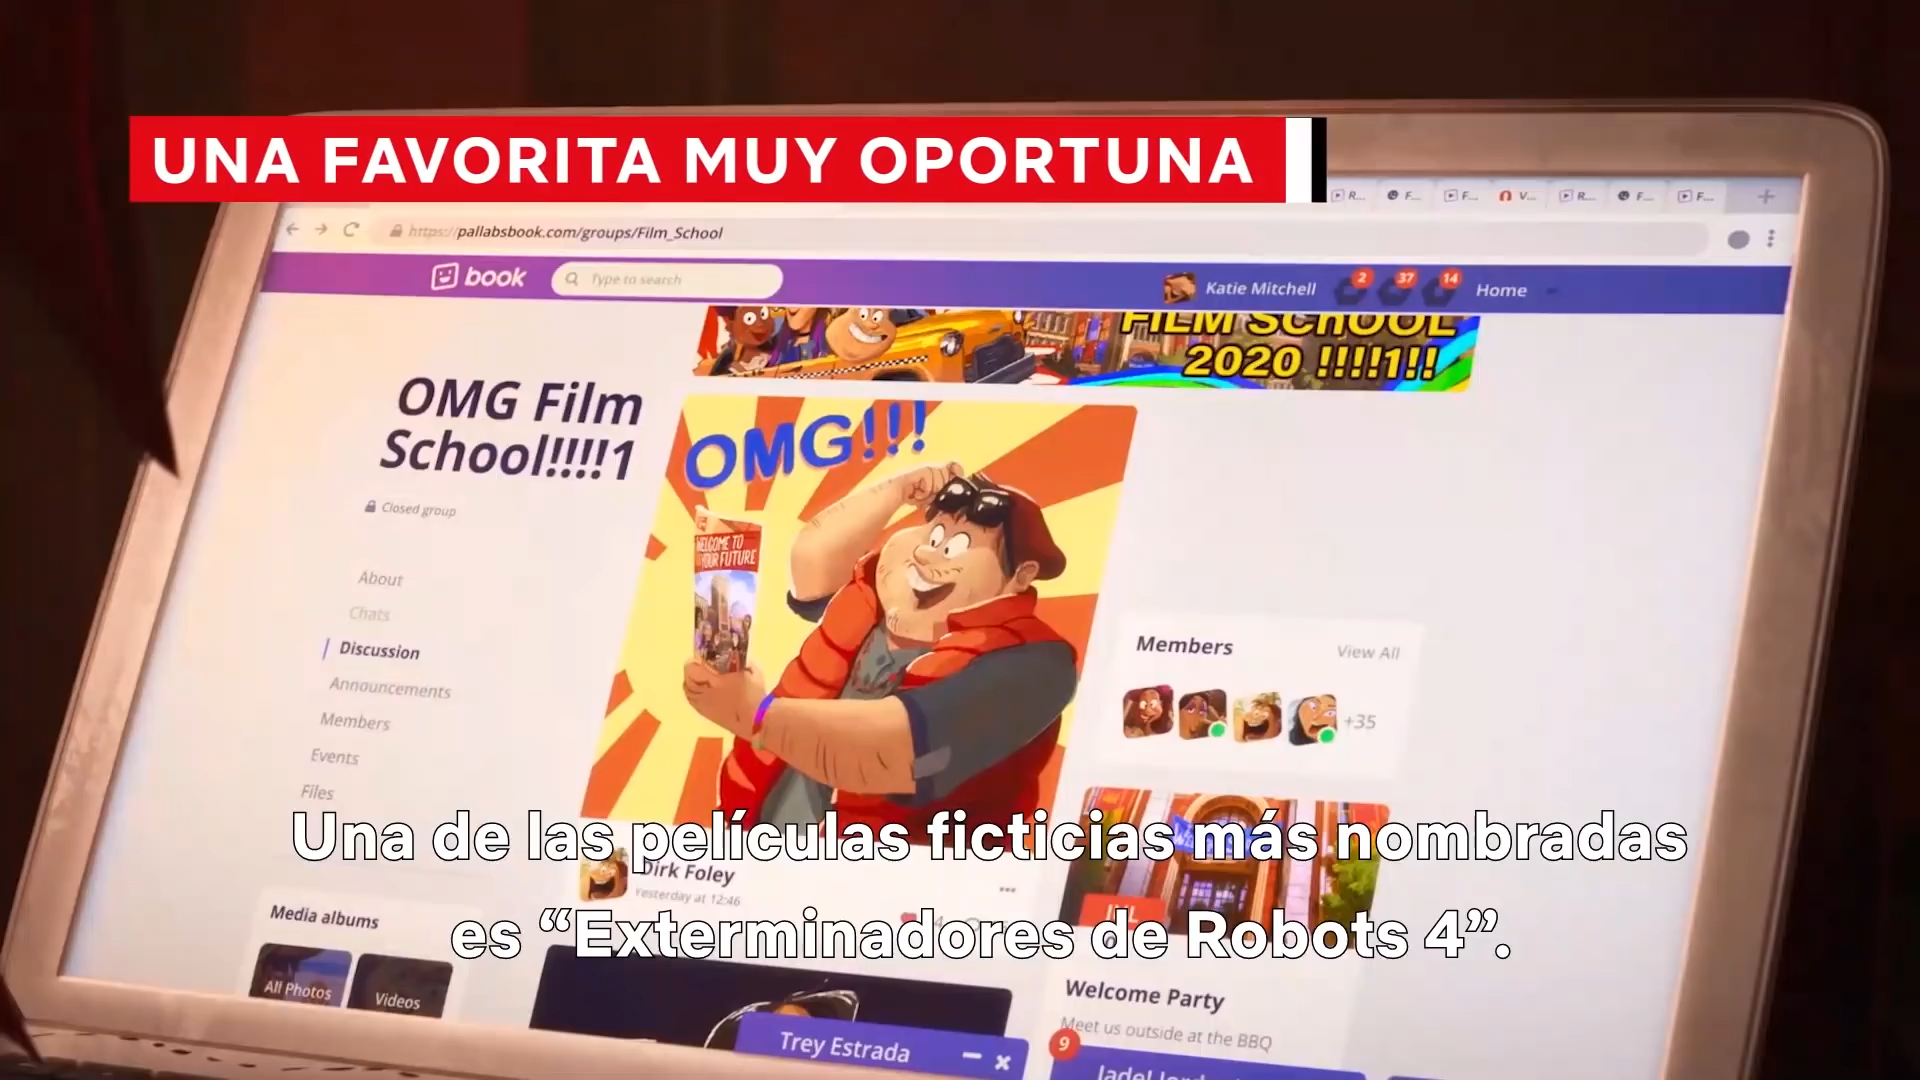 UNA FAVORITA MUY OPORTUNA
R... F... F... V... R... F... F...
https://pallabsbook.com/groups/Film_School
book
Type to search
Katie Mitchell
2
37
14
Home
FILM SCHOOL
2020 !!!!1!!
OMG Film
School!!!!1
Closed group
About
Chats
Discussion
Announcements
Members
Events
Files
OMG!!!
WELCOME TO
YOUR FUTURE
Members
View All
+35
Una de las películas ficticias más nombradas
es “Exterminadores de Robots 4”.
Dirk Foley
Yesterday at 12:46
...
Media albums
All Photos
Videos
Welcome Party
Meet us outside at the BBQ
Trey Estrada
9